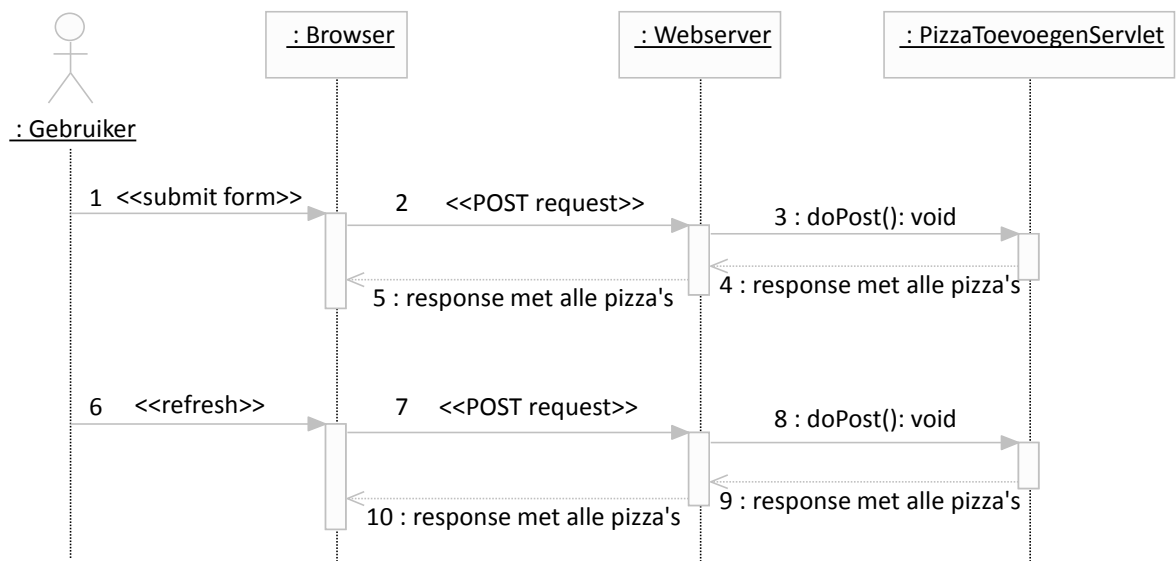 : Browser
: Webserver
: PizzaToevoegenServlet
: Gebruiker
1 <<submit form>>
2 <<POST request>>
3 : doPost(): void
4 : response met alle pizza's
5 : response met alle pizza's
6 <<refresh>>
7 <<POST request>>
8 : doPost(): void
9 : response met alle pizza's
10 : response met alle pizza's